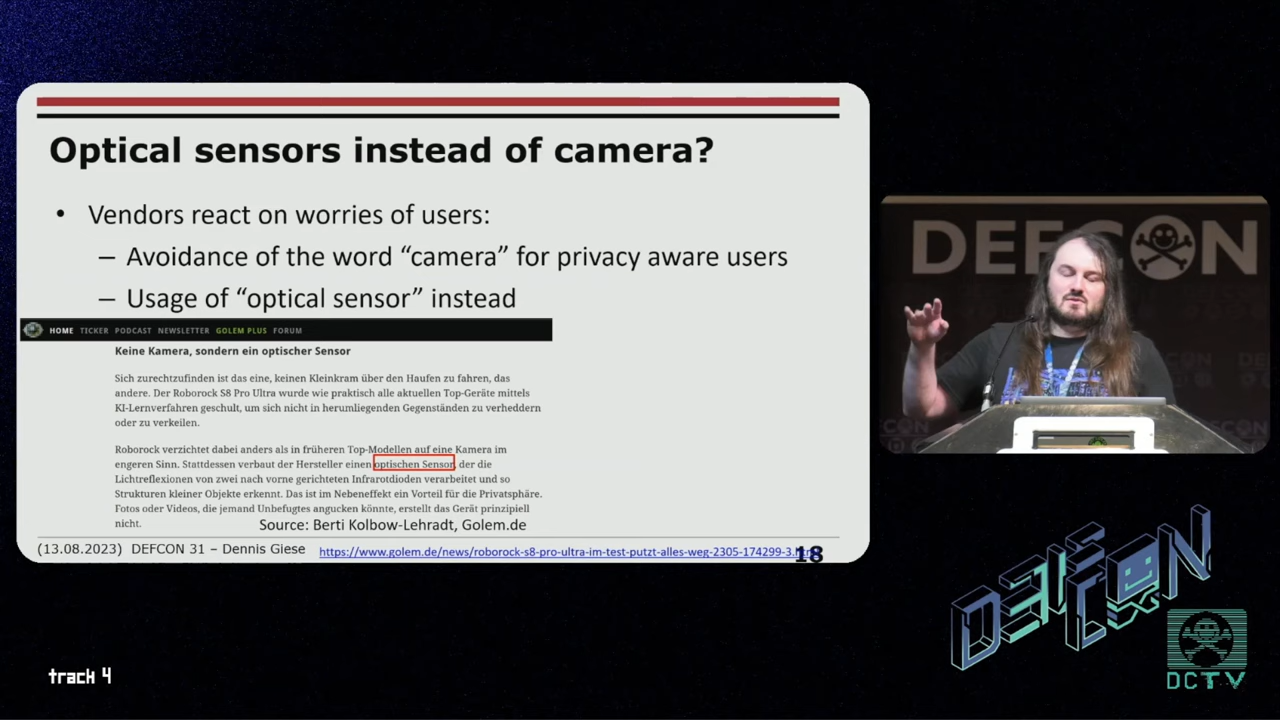 Optical sensors instead of camera?
• Vendors react on worries of users:
– Avoidance of the word “camera” for privacy aware users
– Usage of “optical sensor” instead
HOME TICKER PODCAST NEWSLETTER GOLEM PLUS FORUM
Keine Kamera, sondern ein optischer Sensor
Sich zurechtzufinden ist das eine, keinen Kleinkram über den Haufen zu fahren, das
andere. Der Roborock S8 Pro Ultra wurde wie praktisch alle aktuellen Top-Geräte mittels
KI-Lernverfahren geschult, um sich nicht in herumliegenden Gegenständen zu verheddern
oder zu verkeilen.
Roborock verzichtet dabei anders als in früheren Top-Modellen auf eine Kamera im
engeren Sinn. Stattdessen verbaut der Hersteller einen optischen Sensor, der die
Lichtreflexionen von zwei nach vorne gerichteten Infrarotdioden verarbeitet und so
Strukturen kleiner Objekte erkennt. Das ist im Nebeneffekt ein Vorteil für die Privatsphäre.
Fotos oder Videos, die jemand Unbefugtes angucken könnte, erstellt das Gerät prinzipiell
nicht.
Source: Berti Kolbow-Lehradt, Golem.de
(13.08.2023) DEFCON 31 – Dennis Giese
https://www.golem.de/news/roborock-s8-pro-ultra-im-test-putzt-alles-weg-2305-174299-3.html
18
DEFCON
DEFCON
DCTV
track 4